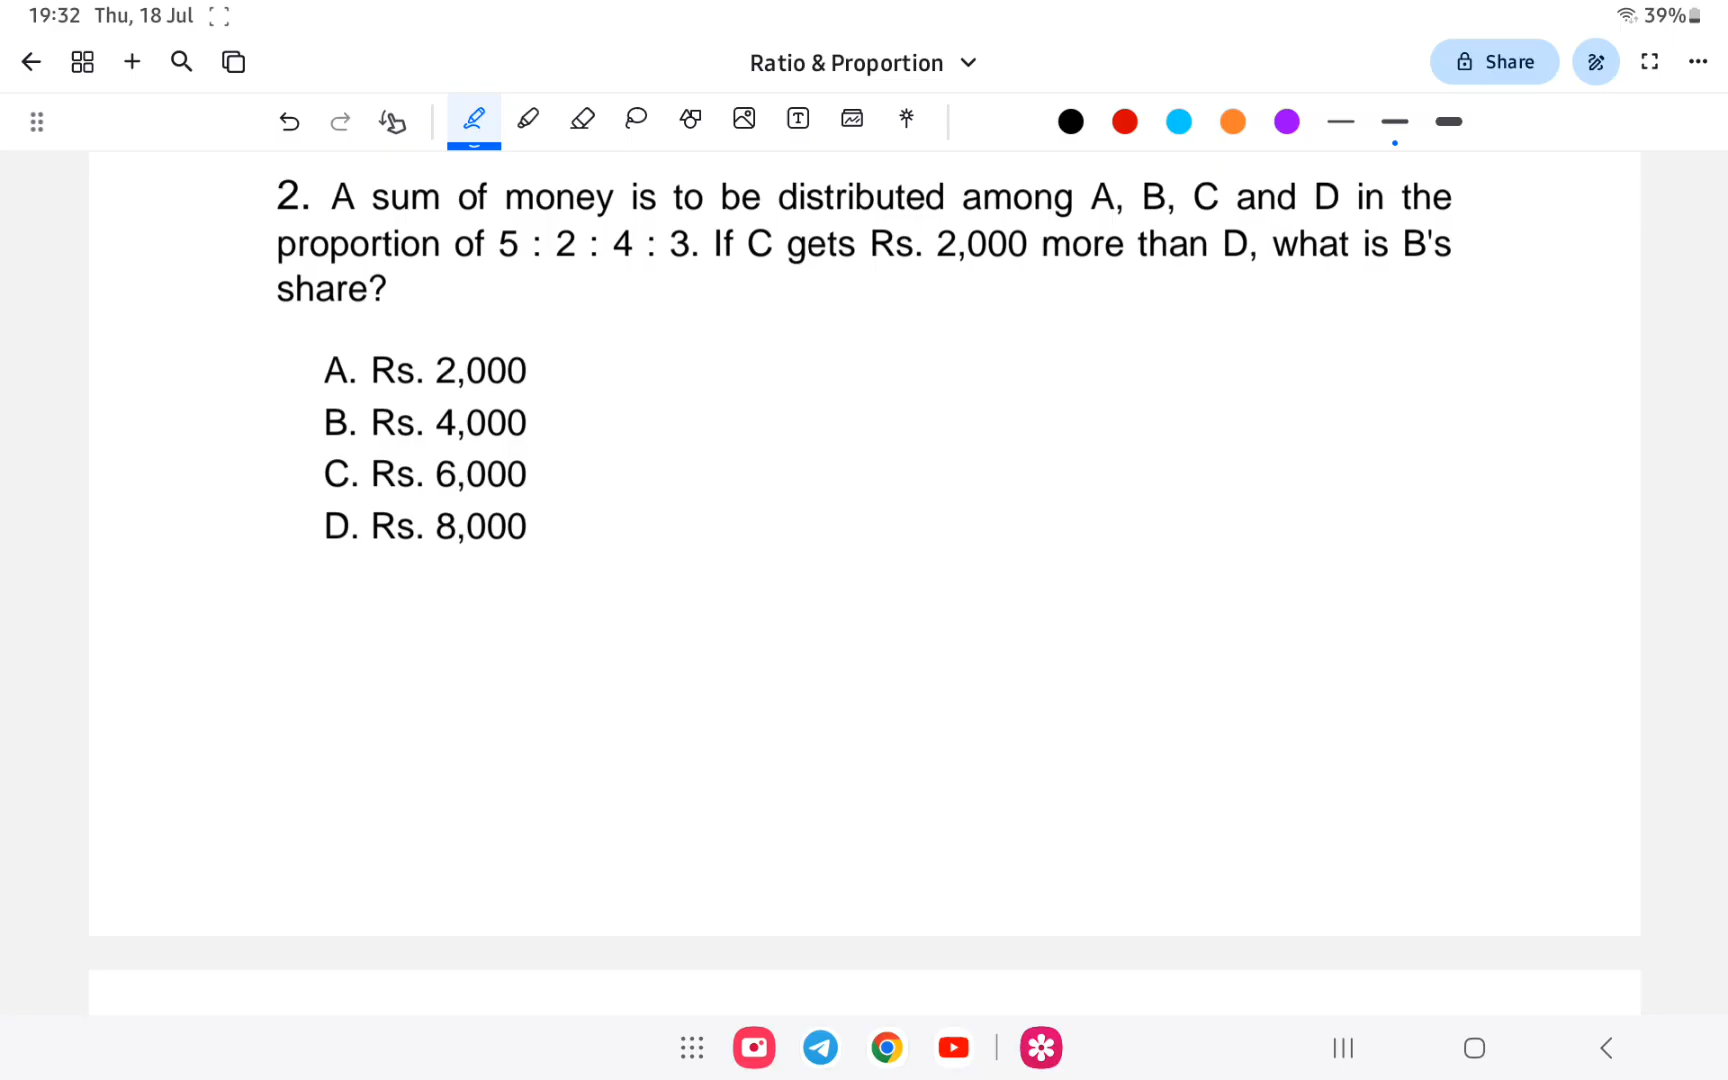 19:32 Thu, 18 Jul
39%
Ratio & Proportion
Share
2. A sum of money is to be distributed among A, B, C and D in the
proportion of 5 : 2 : 4 : 3. If C gets Rs. 2,000 more than D, what is B's
share?
A. Rs. 2,000
B. Rs. 4,000
C. Rs. 6,000
D. Rs. 8,000